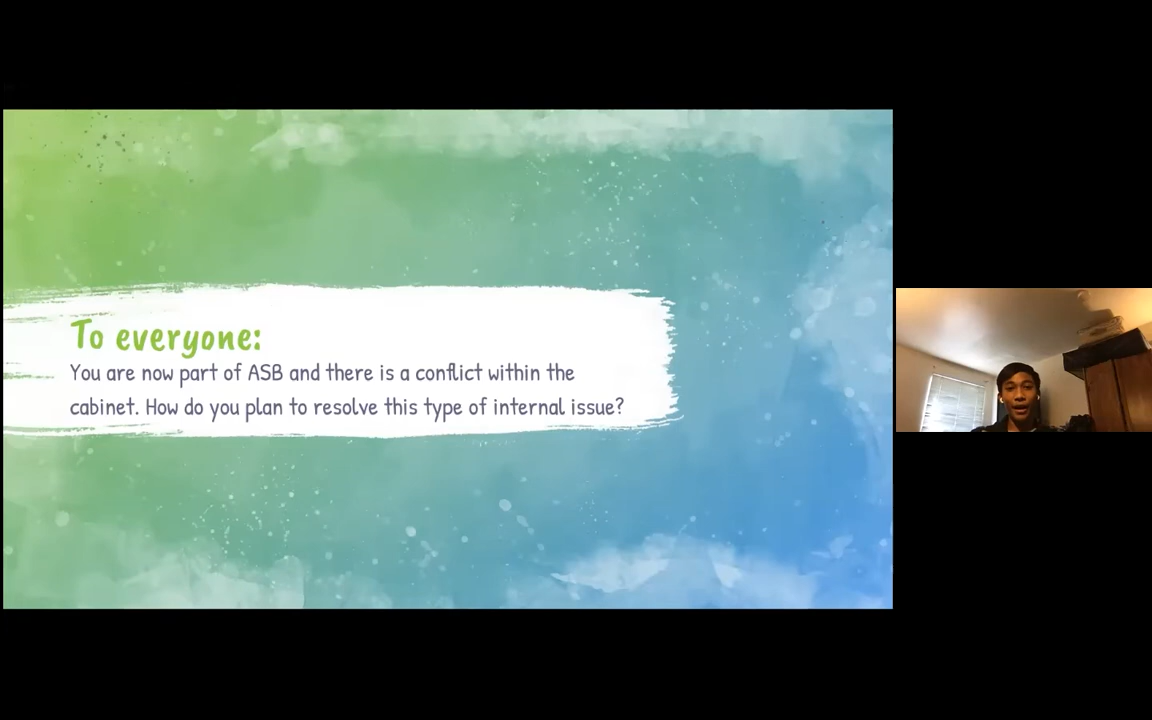 To everyone:
You are now part of ASB and there is a conflict within the
cabinet. How do you plan to resolve this type of internal issue?